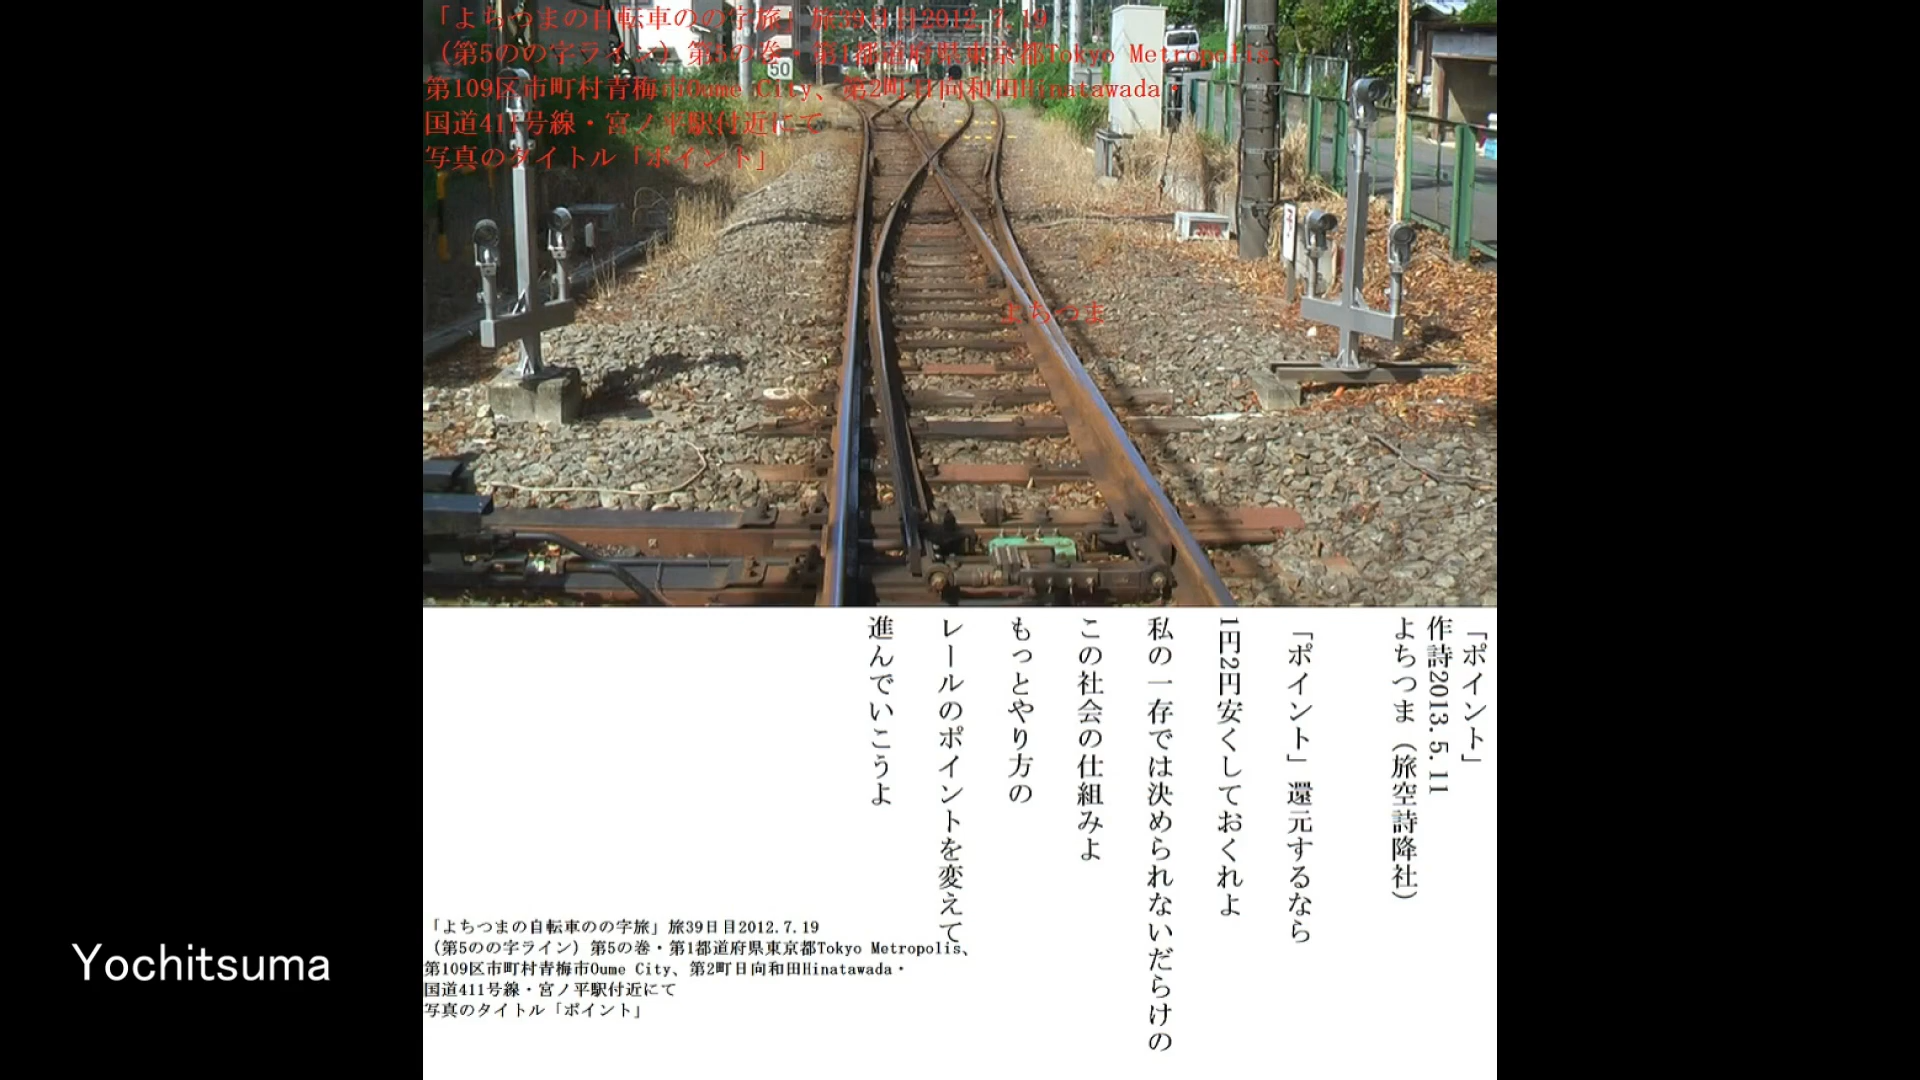 「よちつまの自転車のの字旅」旅39日目2012.7.19
（第5のの字ライン）第5の巻・第1都道府県東京都Tokyo Metropolis、
第109区市町村青梅市Oume City、第2町日向和田Hinatawada・
国道411号線・宮ノ平駅付近にて
写真のタイトル「ポイント」
50
よちつま
「ポイント」
作詩2013.5.11
よちつま（旅空詩降社）
「ポイント」還元するなら
1円2円安くしておくれよ
私の一存では決められないだらけの
この社会の仕組みよ
もっとやり方の
レールのポイントを変えて
進んでいこうよ
「よちつまの自転車のの字旅」旅39日目2012.7.19
（第5のの字ライン）第5の巻・第1都道府県東京都Tokyo Metropolis、
第109区市町村青梅市Oume City、第2町日向和田Hinatawada・
国道411号線・宮ノ平駅付近にて
写真のタイトル「ポイント」
Yochitsuma